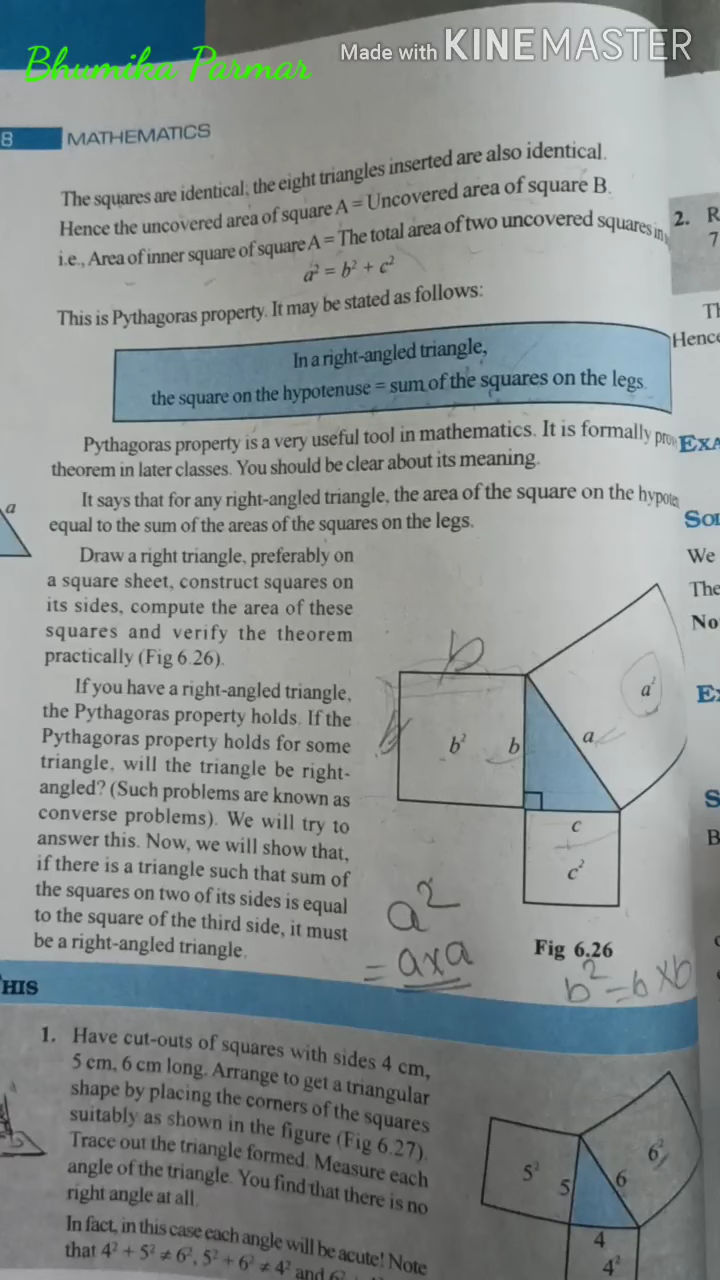 Bhumika Parmar
Made with KINEMASTER
8 MATHEMATICS
The squares are identical; the eight triangles inserted are also identical.
Hence the uncovered area of square A = Uncovered area of square B.
i.e., Area of inner square of square A = The total area of two uncovered squares in
a² = b² + c²
This is Pythagoras property. It may be stated as follows:
In a right-angled triangle,
the square on the hypotenuse = sum of the squares on the legs.
Pythagoras property is a very useful tool in mathematics. It is formally
theorem in later classes. You should be clear about its meaning.
It says that for any right-angled triangle, the area of the square on the
equal to the sum of the areas of the squares on the legs.
a
Draw a right triangle, preferably on
a square sheet, construct squares on
its sides, compute the area of these
squares and verify the theorem
practically (Fig 6.26).
If you have a right-angled triangle,
the Pythagoras property holds. If the
Pythagoras property holds for some
triangle, will the triangle be right-
angled? (Such problems are known as
converse problems). We will try to
answer this. Now, we will show that,
if there is a triangle such that sum of
the squares on two of its sides is equal
to the square of the third side, it must
be a right-angled triangle.
b
b
b²
b
a
a²
c
c²
a²
= a×a
Fig 6.26
b² = b×b
HIS
1. Have cut-outs of squares with sides 4 cm,
5 cm, 6 cm long. Arrange to get a triangular
shape by placing the corners of the squares
suitably as shown in the figure (Fig 6.27).
Trace out the triangle formed. Measure each
angle of the triangle. You find that there is no
right angle at all.
In fact, in this case each angle will be acute! Note
that 4² + 5² ≠ 6², 5² + 6² ≠ 4² and
5²
5
6
6²
4
4²
2. R
7
Th
Hence
EXA
SOL
We
The
No
Ex
S
B